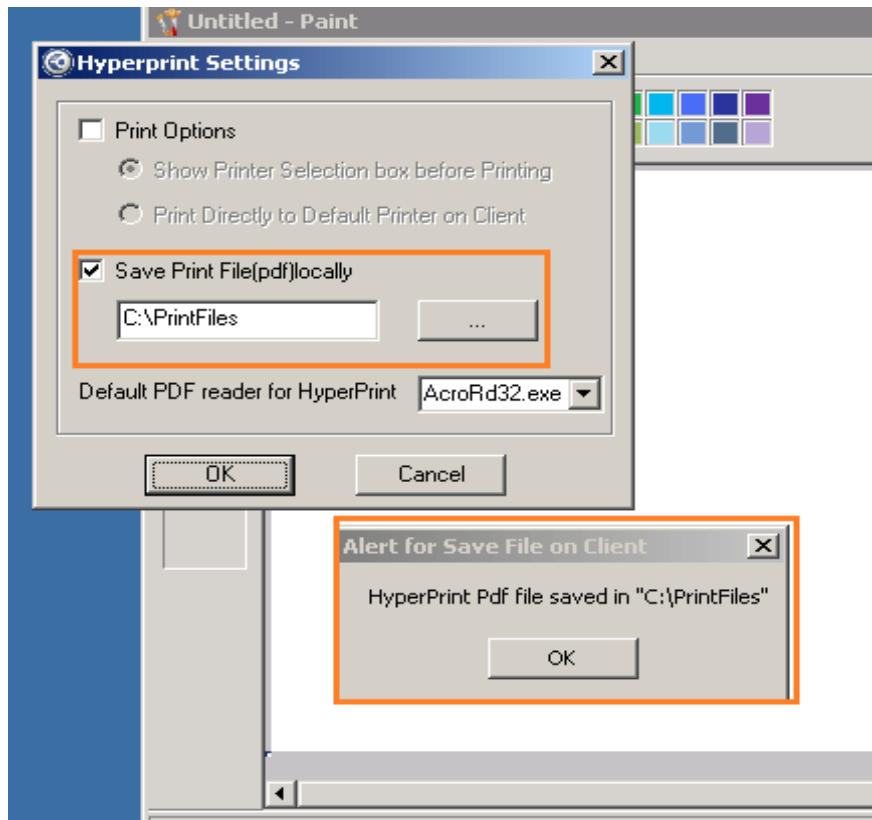 Untitled - Paint
Hyperprint Settings
Print Options
Show Printer Selection box before Printing
Print Directly to Default Printer on Client
Save Print File(pdf)locally
C:\PrintFiles
...
Default PDF reader for HyperPrint
AcroRd32.exe
OK
Cancel
Alert for Save File on Client
HyperPrint Pdf file saved in "C:\PrintFiles"
OK